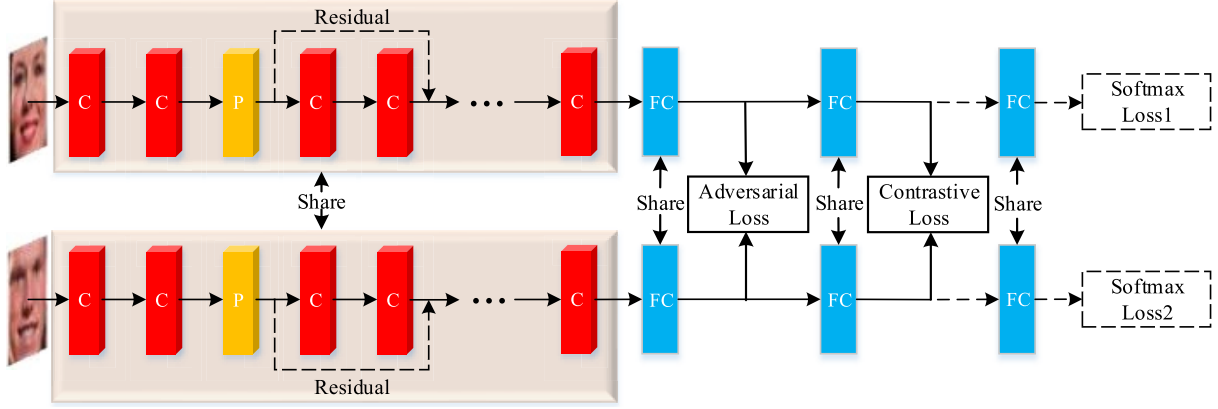 Residual
C C P C C ... C FC FC FC Softmax
Loss1
Share Share Adversarial
Loss Share Contrastive
Loss Share
C C P C C ... C FC FC FC Softmax
Loss2
Residual